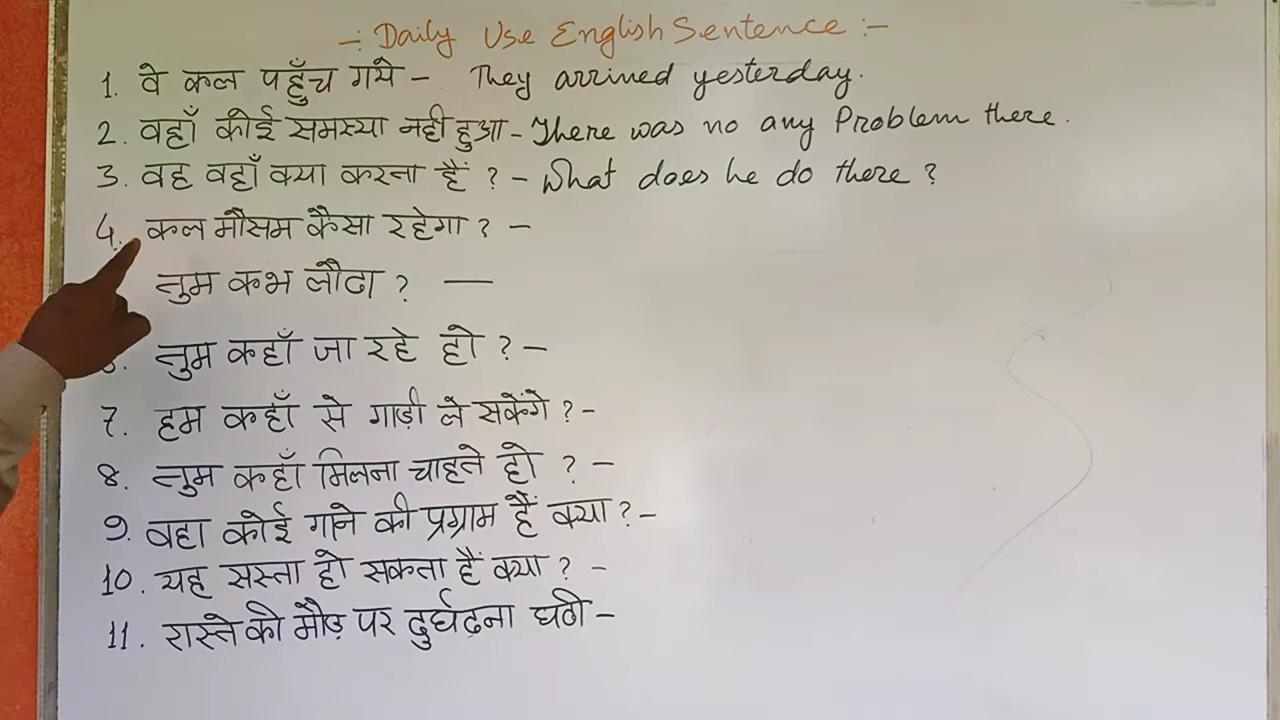 -: Daily Use English Sentence :-
1. वे कल पहुँच गये - They arrined yesterday.
2. वहाँ कोई समस्या नही हुआ - There was no any Problem there.
3. वह वहाँ क्या करना हैं ? - What does he do there ?
4. कल मौसम कैसा रहेगा ? -
तुम कभ लौटा ? —
तुम कहाँ जा रहे हो ? -
7. हम कहाँ से गाड़ी ले सकेंगे ? -
8. तुम कहाँ मिलना चाहते हो ? -
9. वहा कोई गाने की प्रग्राम हैं क्या ? -
10. यह सस्ता हो सकता हैं क्या ? -
11. रास्ते की मौड़ पर दुर्घटना घटी -